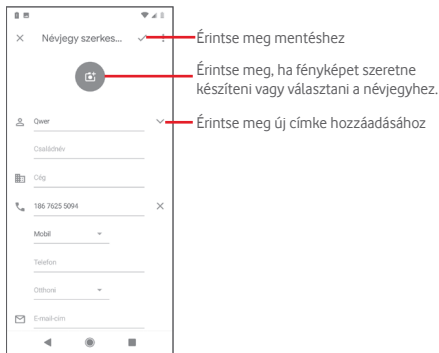 Névjegy szerkes...
Érintse meg mentéshez
Érintse meg, ha fényképet szeretne
készíteni vagy választani a névjegyhez.
Qwer
Érintse meg új címke hozzáadásához
Családnév
Cég
186 7625 5094
Mobil
Telefon
Otthoni
E-mail-cím